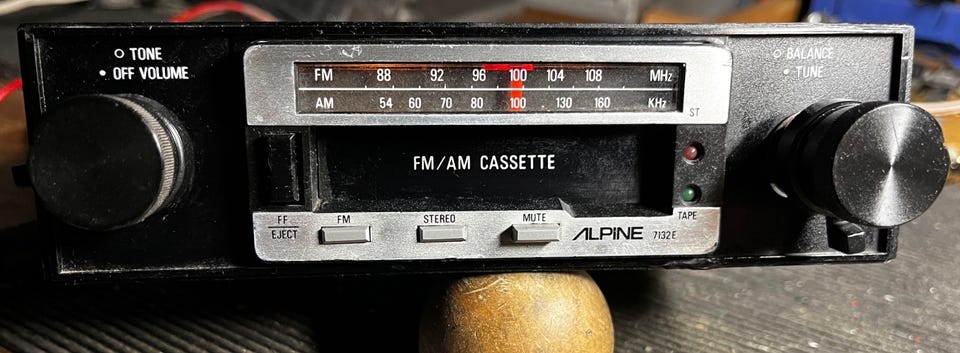 TONE
OFF VOLUME
BALANCE
TUNE
FM 88 92 96 100 104 108 MHz
AM 54 60 70 80 100 . 130 160 KHz
ST
FM/AM CASSETTE
TAPE
FF
EJECT
FM
STEREO
MUTE
ALPINE 7132E